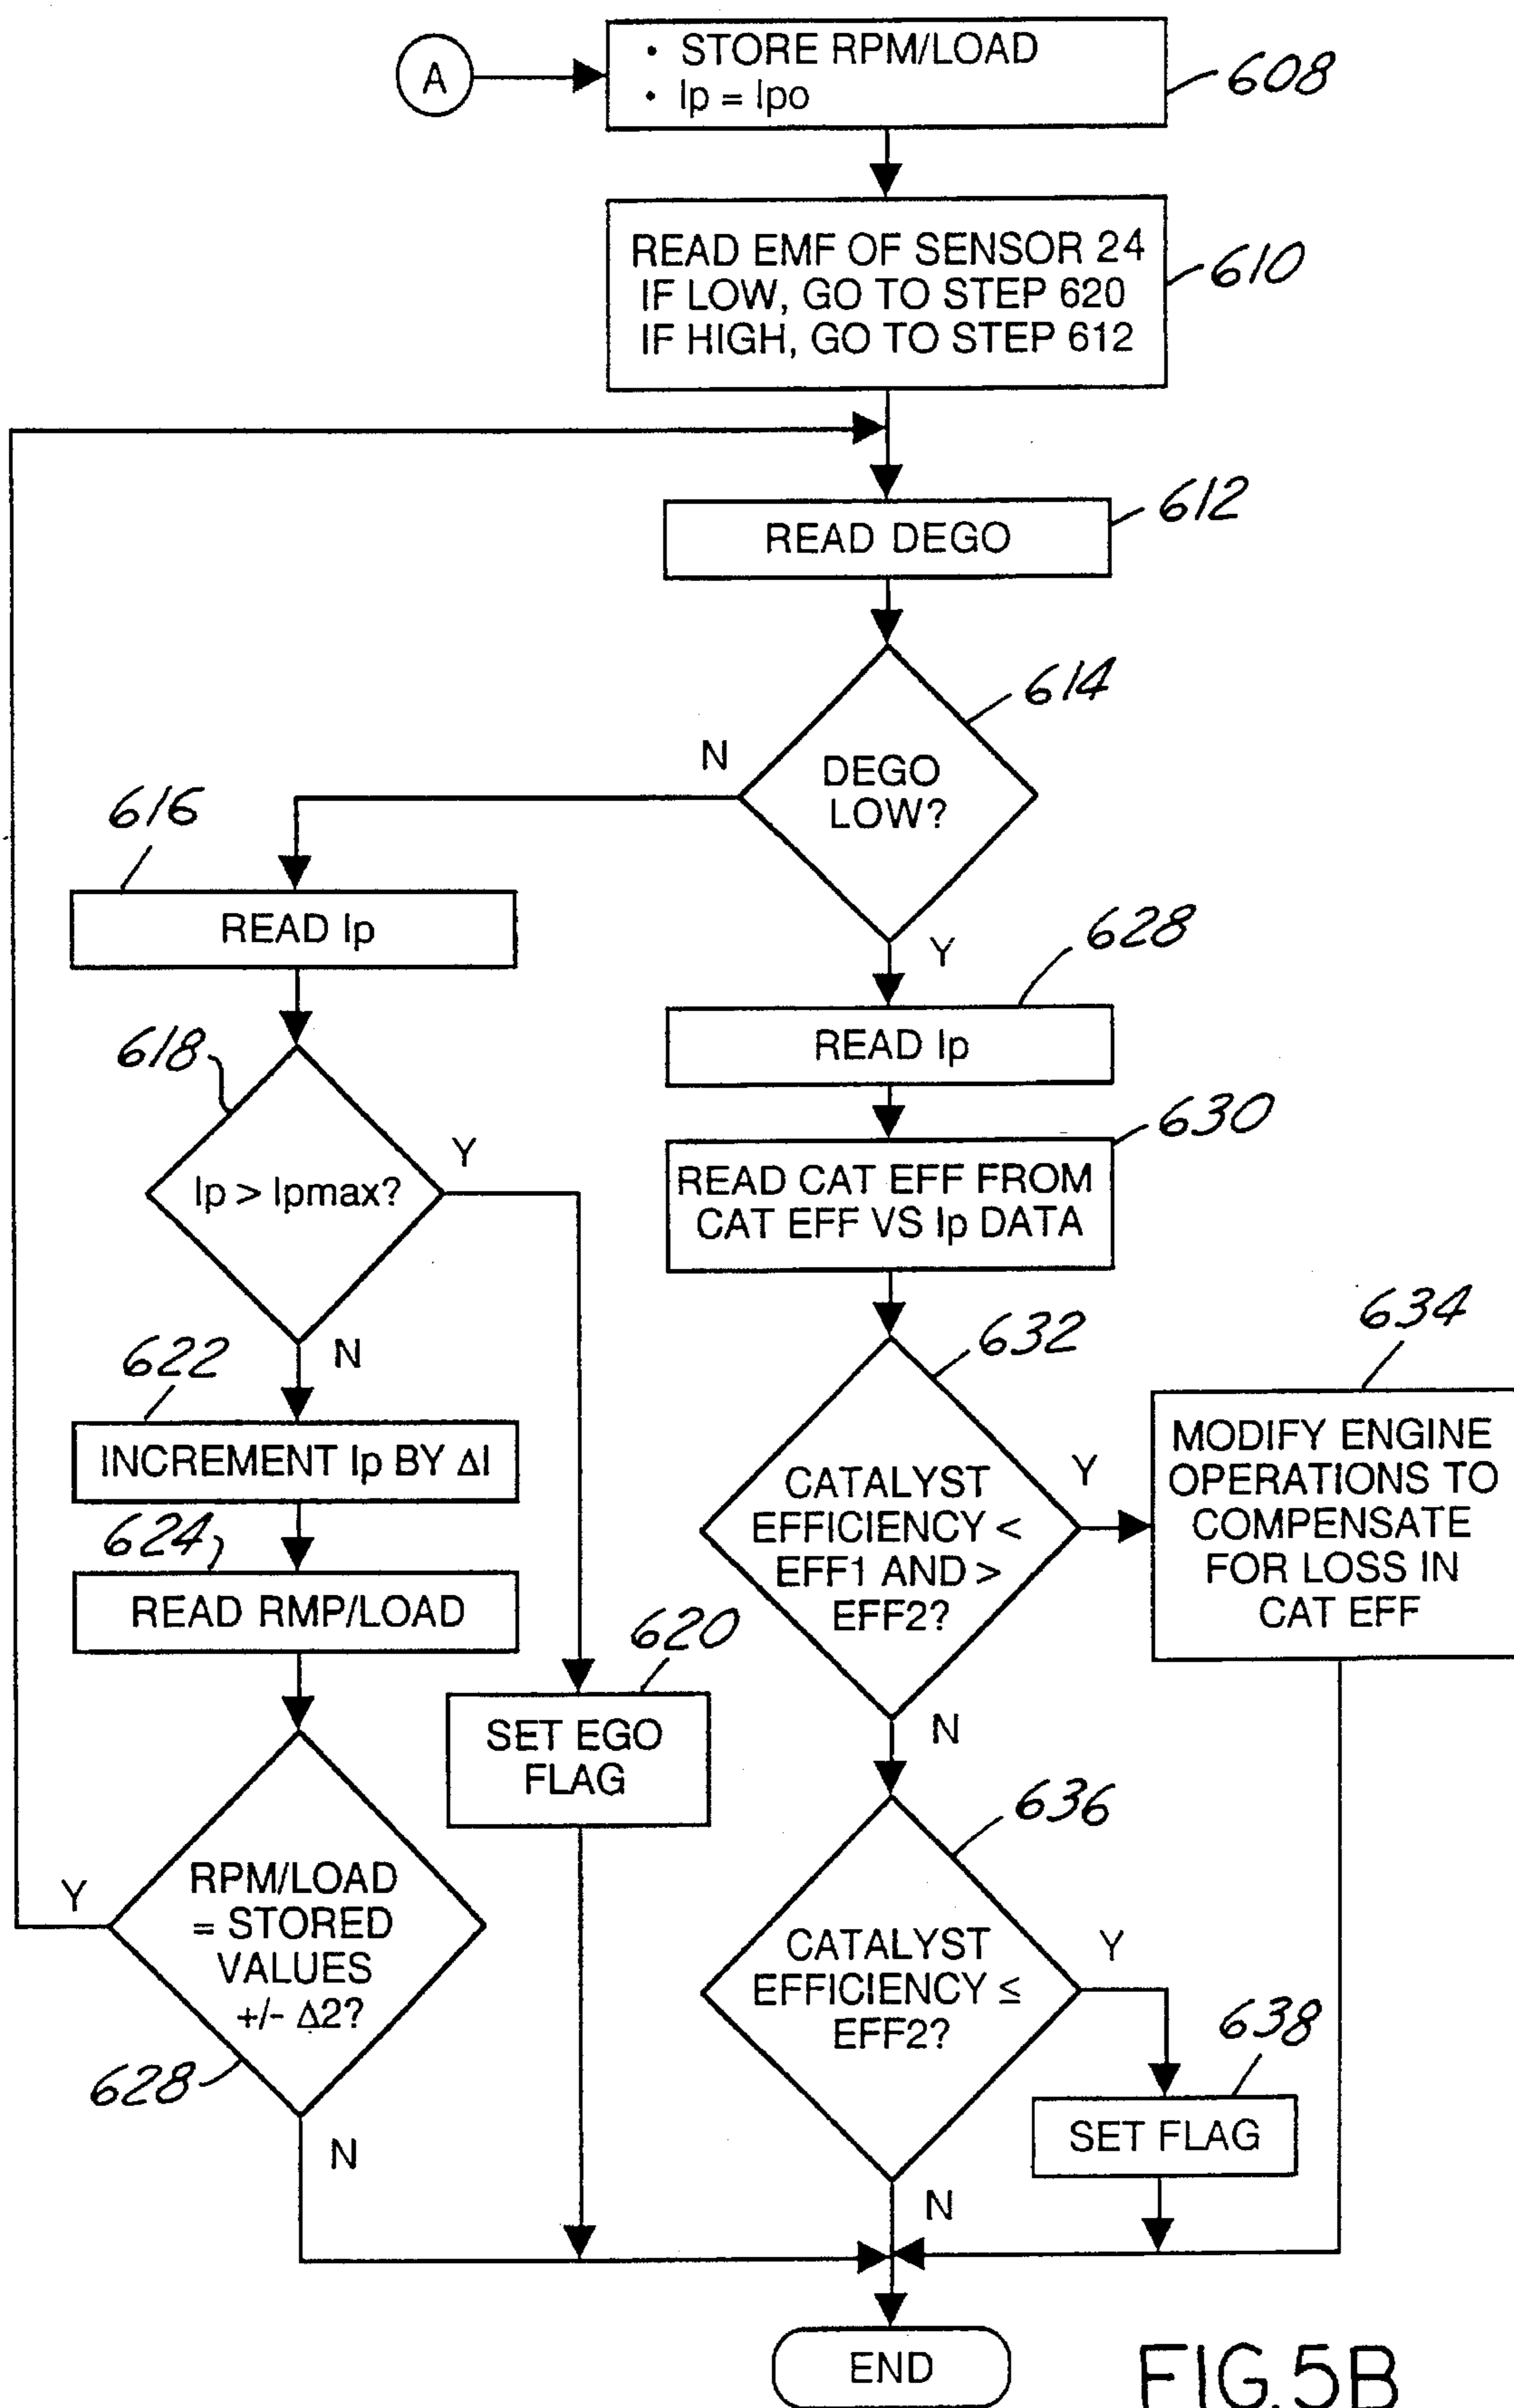 A
• STORE RPM/LOAD
• Ip = Ipo
608
READ EMF OF SENSOR 24
IF LOW, GO TO STEP 620
IF HIGH, GO TO STEP 612
610
READ DEGO
612
DEGO
LOW?
614
N
Y
616
READ Ip
618
Ip > Ipmax?
Y
N
622
INCREMENT Ip BY ΔI
624
READ RMP/LOAD
RPM/LOAD
= STORED
VALUES
+/- Δ2?
628
Y
N
620
SET EGO
FLAG
628
READ Ip
630
READ CAT EFF FROM
CAT EFF VS Ip DATA
632
CATALYST
EFFICIENCY <
EFF1 AND >
EFF2?
Y
N
634
MODIFY ENGINE
OPERATIONS TO
COMPENSATE
FOR LOSS IN
CAT EFF
636
CATALYST
EFFICIENCY ≤
EFF2?
Y
N
638
SET FLAG
END
FIG.5B